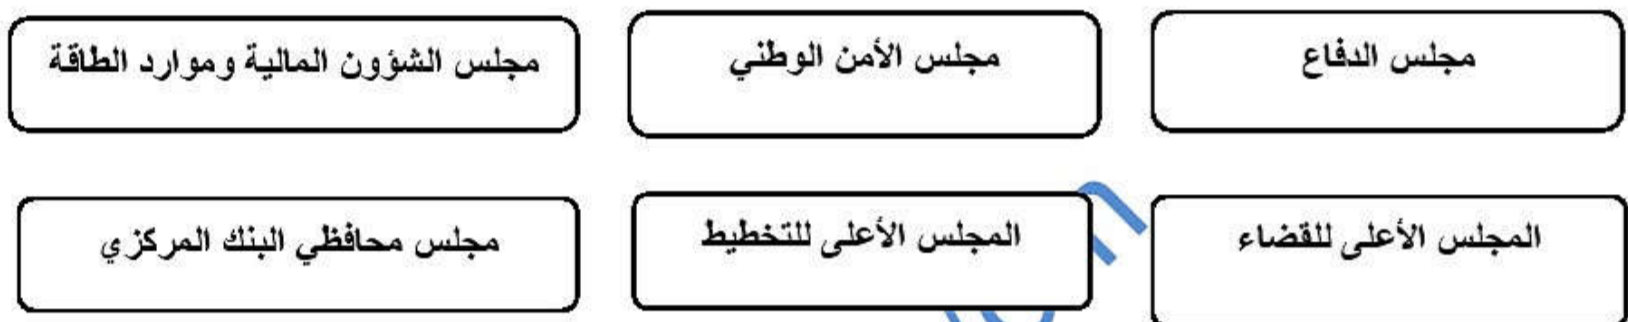 مجلس الدفاع
مجلس الأمن الوطني
مجلس الشؤون المالية وموارد الطاقة
المجلس الأعلى للقضاء
المجلس الأعلى للتخطيط
مجلس محافظي البنك المركزي